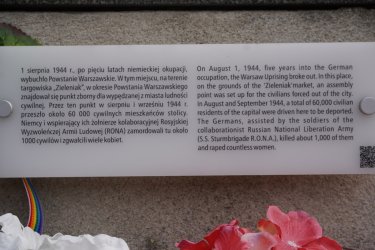 1 sierpnia 1944 r., po pięciu latach niemieckiej okupacji,
wybuchło Powstanie Warszawskie. W tym miejscu, na terenie
targowiska „Zieleniak”, w okresie Powstania Warszawskiego
znajdował się punkt zborny dla wypędzanej z miasta ludności
cywilnej. Przez ten punkt w sierpniu i wrześniu 1944 r.
przeszło około 60 000 cywilnych mieszkańców stolicy.
Niemcy i wspierający ich żołnierze kolaboracyjnej Rosyjskiej
Wyzwoleńczej Armii Ludowej (RONA) zamordowali tu około
1000 cywilów i zgwałcili wiele kobiet.
On August 1, 1944, five years into the German
occupation, the Warsaw Uprising broke out. In this place,
on the grounds of the 'Zieleniak' market, an assembly
point was set up for the civilians forced out of the city.
In August and September 1944, a total of 60,000 civilian
residents of the capital were driven here to be deported.
The Germans, assisted by the soldiers of the
collaborationist Russian National Liberation Army
(S.S. Sturmbrigade R.O.N.A.), killed about 1,000 of them
and raped countless women.